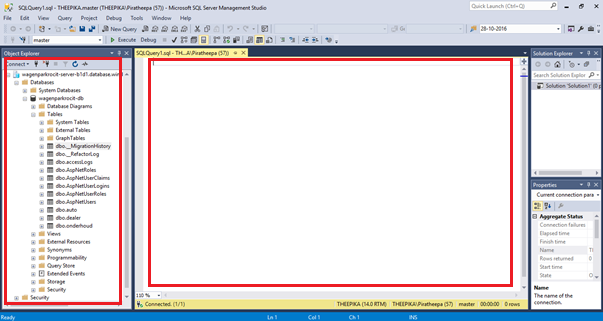 SQLQuery1.sql - THEEPIKA.master (THEEPIKA\Piratheepa (57)) - Microsoft SQL Server Management Studio
Quick Launch (Ctrl+Q)
File Edit View Query Project Debug Tools Window Help
New Query
28-10-2016
master
Execute
Debug
Object Explorer
Connect
wagenparkrocit-server-b1d1.database.win
Databases
System Databases
wagenparkrocit-db
Database Diagrams
Tables
System Tables
External Tables
GraphTables
dbo.__MigrationHistory
dbo.__RefactorLog
dbo.accessLogs
dbo.AspNetRoles
dbo.AspNetUserClaims
dbo.AspNetUserLogins
dbo.AspNetUserRoles
dbo.AspNetUsers
dbo.auto
dbo.dealer
dbo.onderhoud
Views
External Resources
Synonyms
Programmability
Query Store
Extended Events
Storage
Security
Security
SQLQuery1.sql - TH...A\Piratheepa (57))
110 %
Connected. (1/1)
THEEPIKA (14.0 RTM)
THEEPIKA\Piratheepa (57)
master
00:00:00
0 rows
Solution Explorer
Search Solution Explor
Solution 'Solution1' (0
Properties
Current connection para
Aggregate Status
Connection failures
Elapsed time
Finish time
Name TI
Rows returned 0
Start time
State O
Name
The name of the
connection.
Ready
Ln 1
Col 1
Ch 1
INS